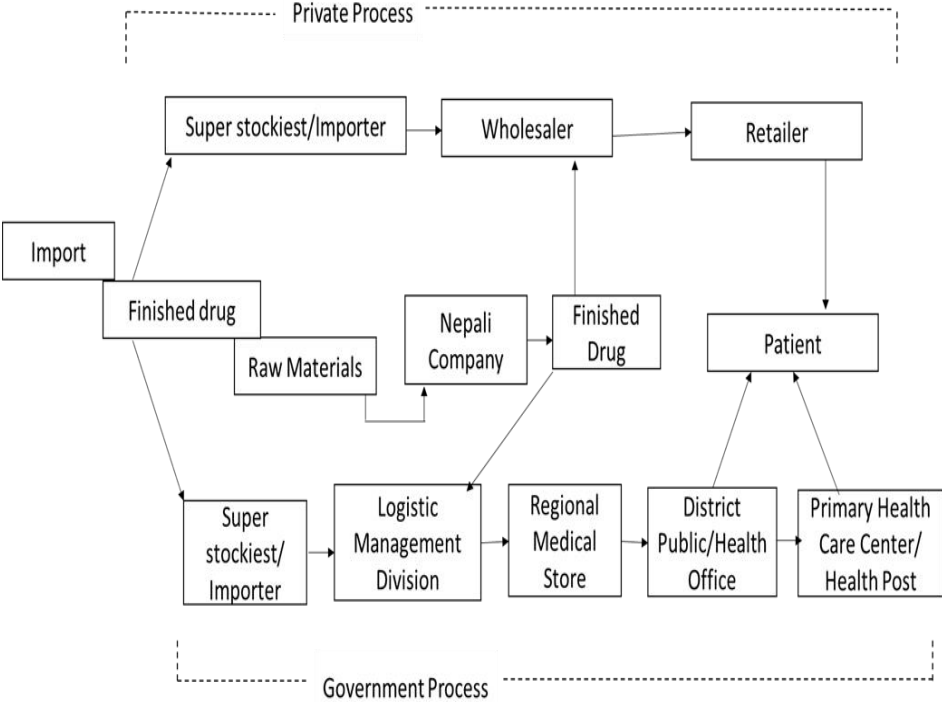 Private Process
Super stockiest/Importer
Wholesaler
Retailer
Import
Finished drug
Raw Materials
Nepali
Company
Finished
Drug
Patient
Super
stockiest/
Importer
Logistic
Management
Division
Regional
Medical
Store
District
Public/Health
Office
Primary Health
Care Center/
Health Post
Government Process